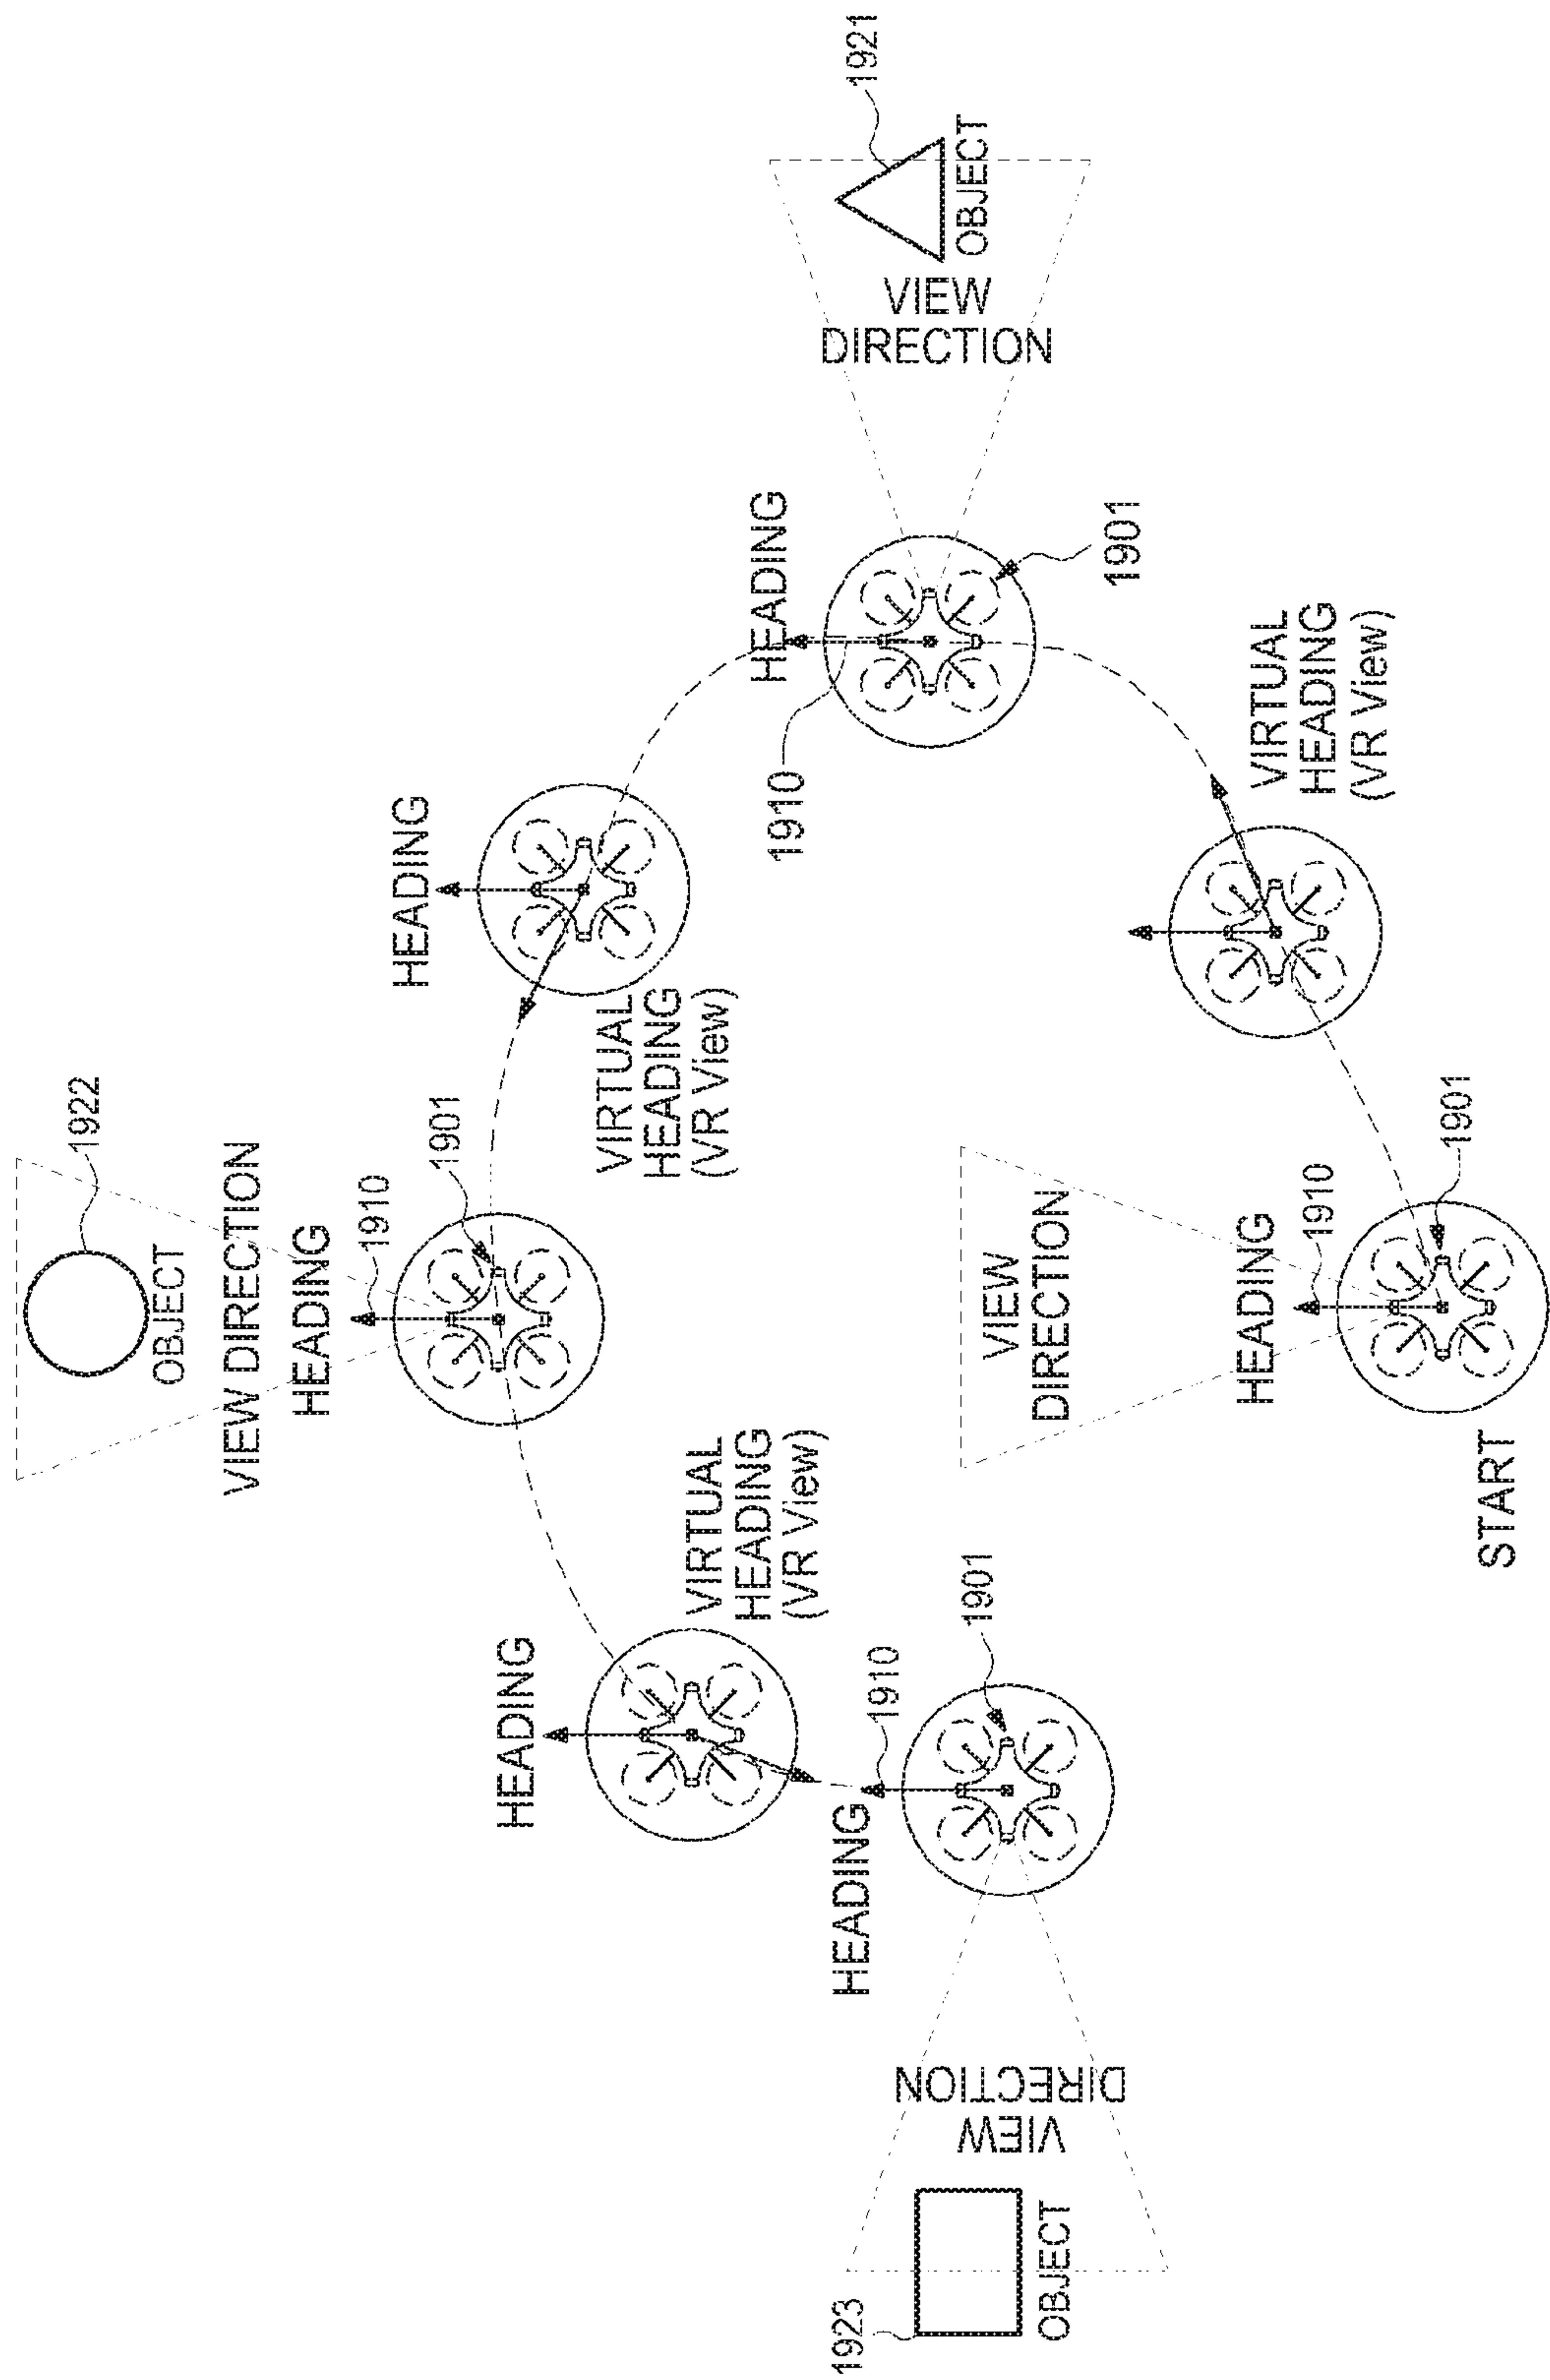 1922
OBJECT
VIEW DIRECTION
HEADING
1910
HEADING
1901
HEADING
VIRTUAL
HEADING
(VR View)
VIRTUAL
HEADING
(VR View)
HEADING
1910
1923
OBJECT
VIEW
DIRECTION
HEADING
1910
1901
1921
VIEW
DIRECTION
OBJECT
1901
VIEW
DIRECTION
HEADING
1910
1901
START
VIRTUAL
HEADING
(VR View)